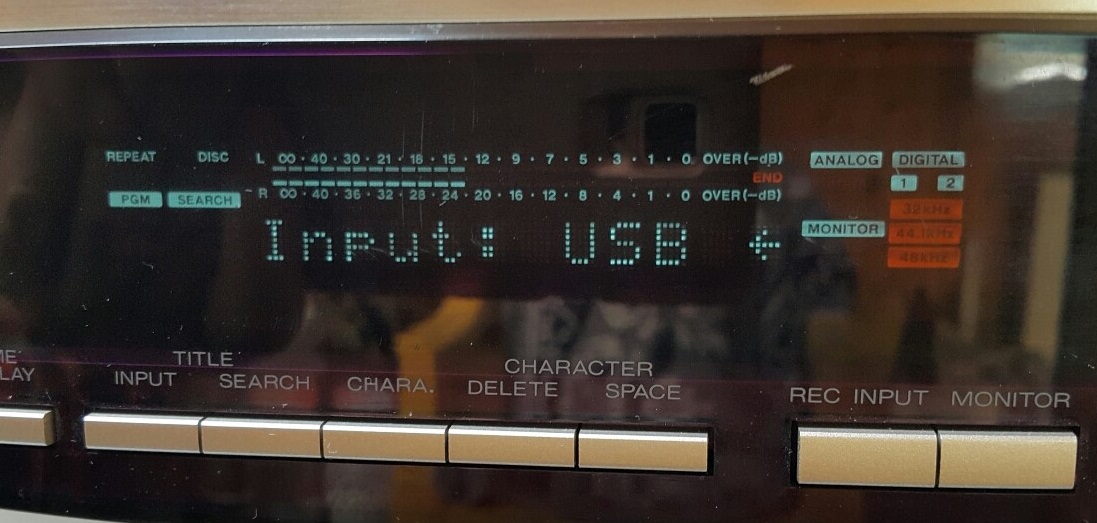 REPEAT DISC L 00 · 40 · 30 · 21 · 18 · 15 · 12 · 9 · 7 · 5 · 3 · 1 · 0 OVER(-dB) ANALOG DIGITAL
END 1 2
PGM SEARCH ~ R 00 · 40 · 36 · 32 · 28 · 24 · 20 · 16 · 12 · 8 · 4 · 1 · 0 OVER(-dB)
32kHz
Input: USB ← MONITOR 44.1kHz
48kHz
TITLE
INPUT SEARCH CHARA.
CHARACTER
DELETE SPACE
REC INPUT MONITOR